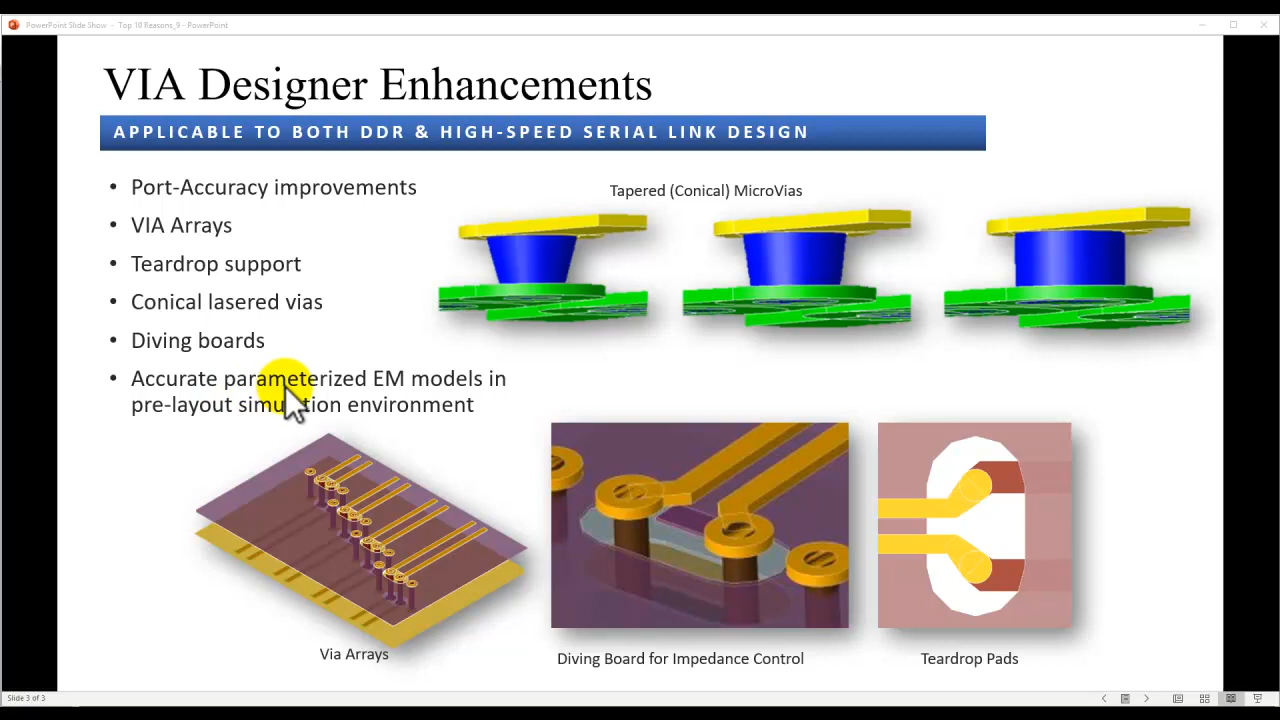 PowerPoint Slide Show - Top 10 Reasons_9 - PowerPoint
VIA Designer Enhancements
APPLICABLE TO BOTH DDR & HIGH-SPEED SERIAL LINK DESIGN
• Port-Accuracy improvements
• VIA Arrays
• Teardrop support
• Conical lasered vias
• Diving boards
• Accurate parameterized EM models in
pre-layout simulation environment
Tapered (Conical) MicroVias
Via Arrays
Diving Board for Impedance Control
Teardrop Pads
Slide 3 of 3